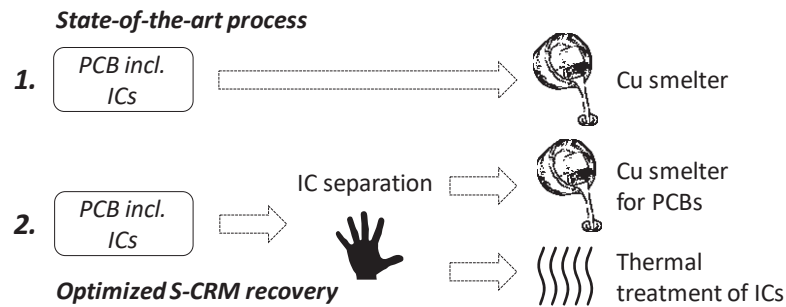 State-of-the-art process
1.
PCB incl.
ICs
Cu smelter
2.
PCB incl.
ICs
IC separation
Cu smelter
for PCBs
Thermal
treatment of ICs
Optimized S-CRM recovery